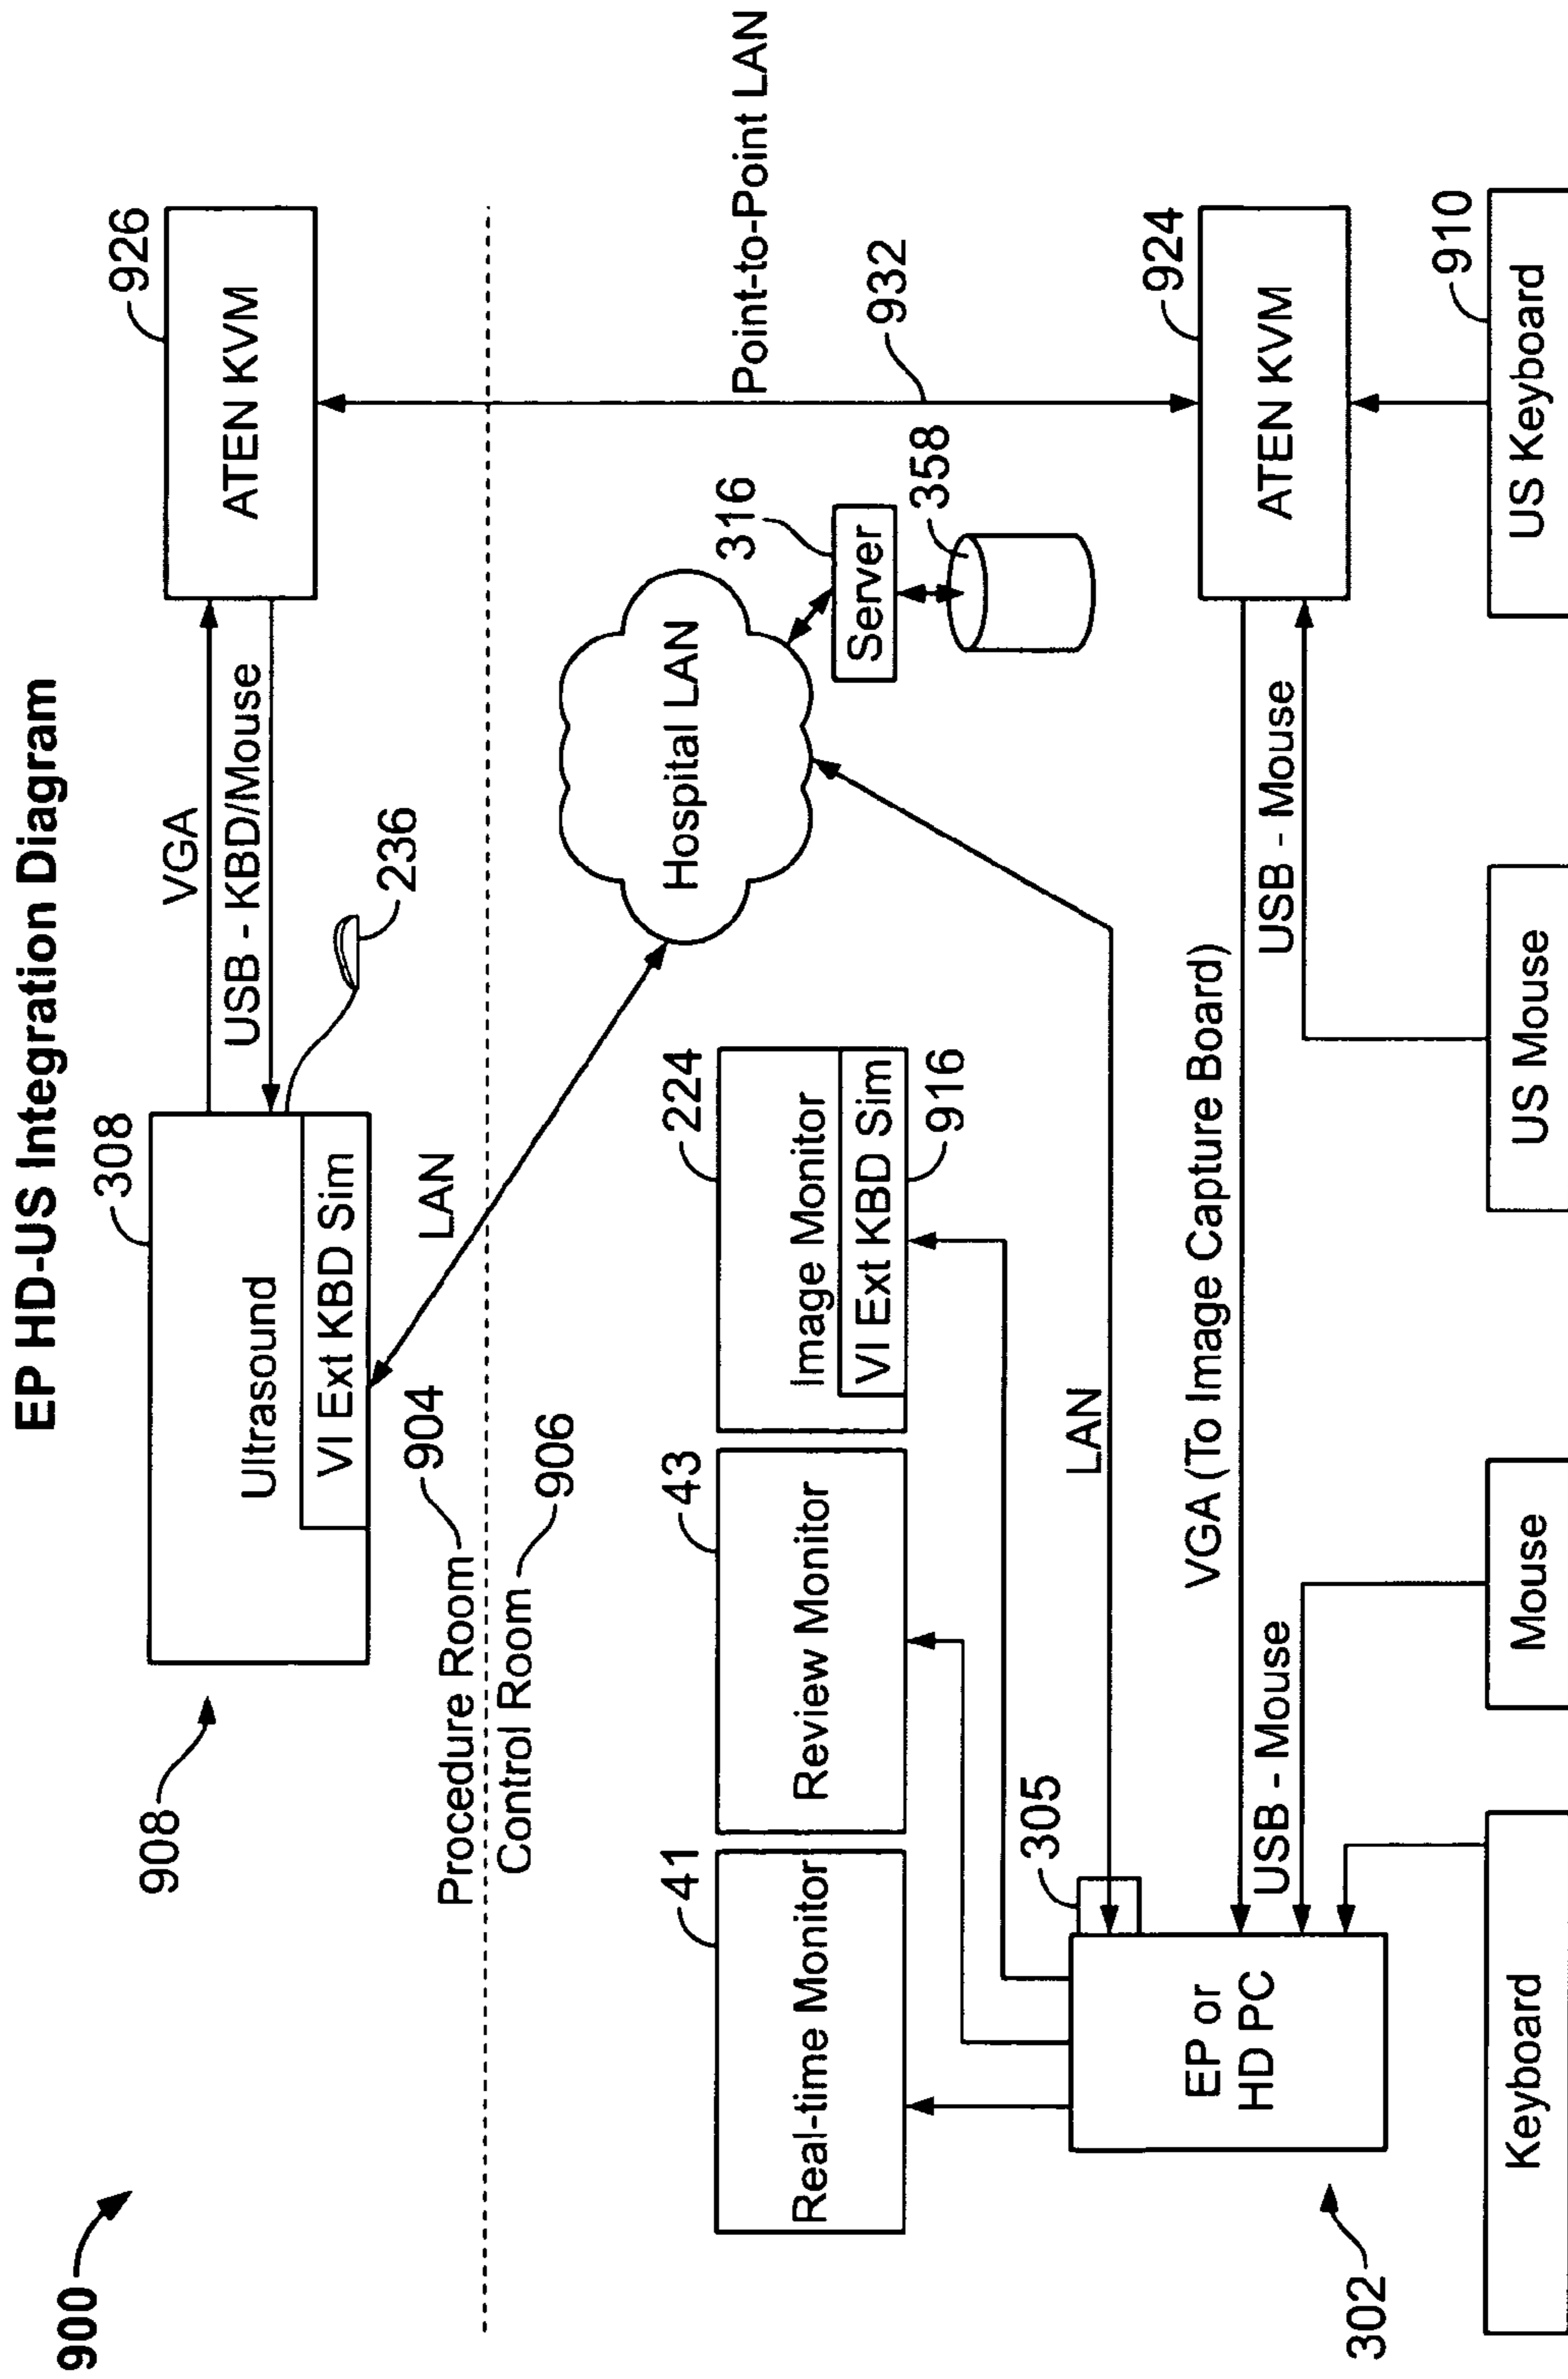 EP HD-US Integration Diagram
900
908
308
Ultrasound
VI Ext KBD Sim
VGA
USB - KBD/Mouse
236
926
ATEN KVM
LAN
Procedure Room
904
Control Room
906
Hospital LAN
316
Server
358
Point-to-Point LAN
932
41
Real-time Monitor
43
Review Monitor
224
Image Monitor
VI Ext KBD Sim
916
305
LAN
EP or
HD PC
302
VGA (To Image Capture Board)
USB - Mouse
USB - Mouse
924
ATEN KVM
910
Keyboard
Mouse
US Mouse
US Keyboard